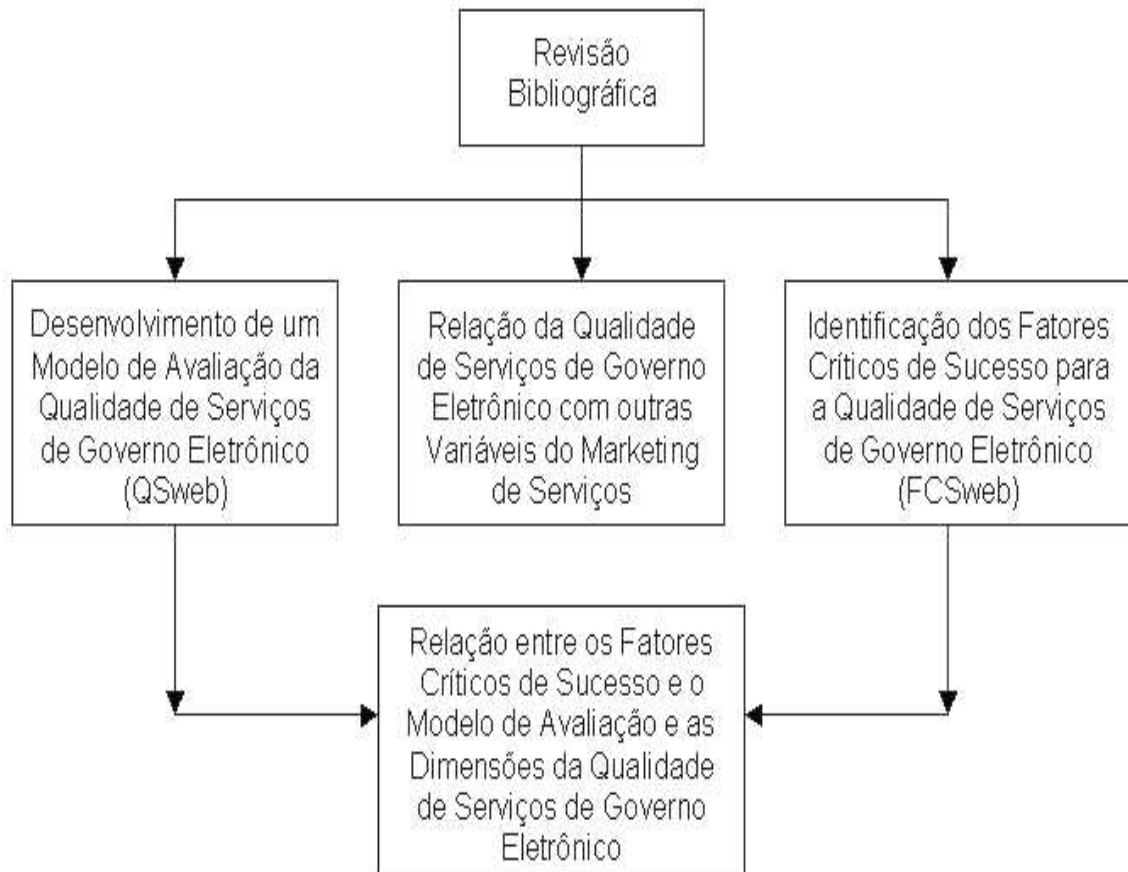 Revisão
Bibliográfica
Desenvolvimento de um
Modelo de Avaliação da
Qualidade de Serviços
de Governo Eletrônico
(QSweb)
Relação da Qualidade
de Serviços de Governo
Eletrônico com outras
Variáveis do Marketing
de Serviços
Identificação dos Fatores
Críticos de Sucesso para
a Qualidade de Serviços
de Governo Eletrônico
(FCSweb)
Relação entre os Fatores
Críticos de Sucesso e o
Modelo de Avaliação e as
Dimensões da Qualidade
de Serviços de Governo
Eletrônico